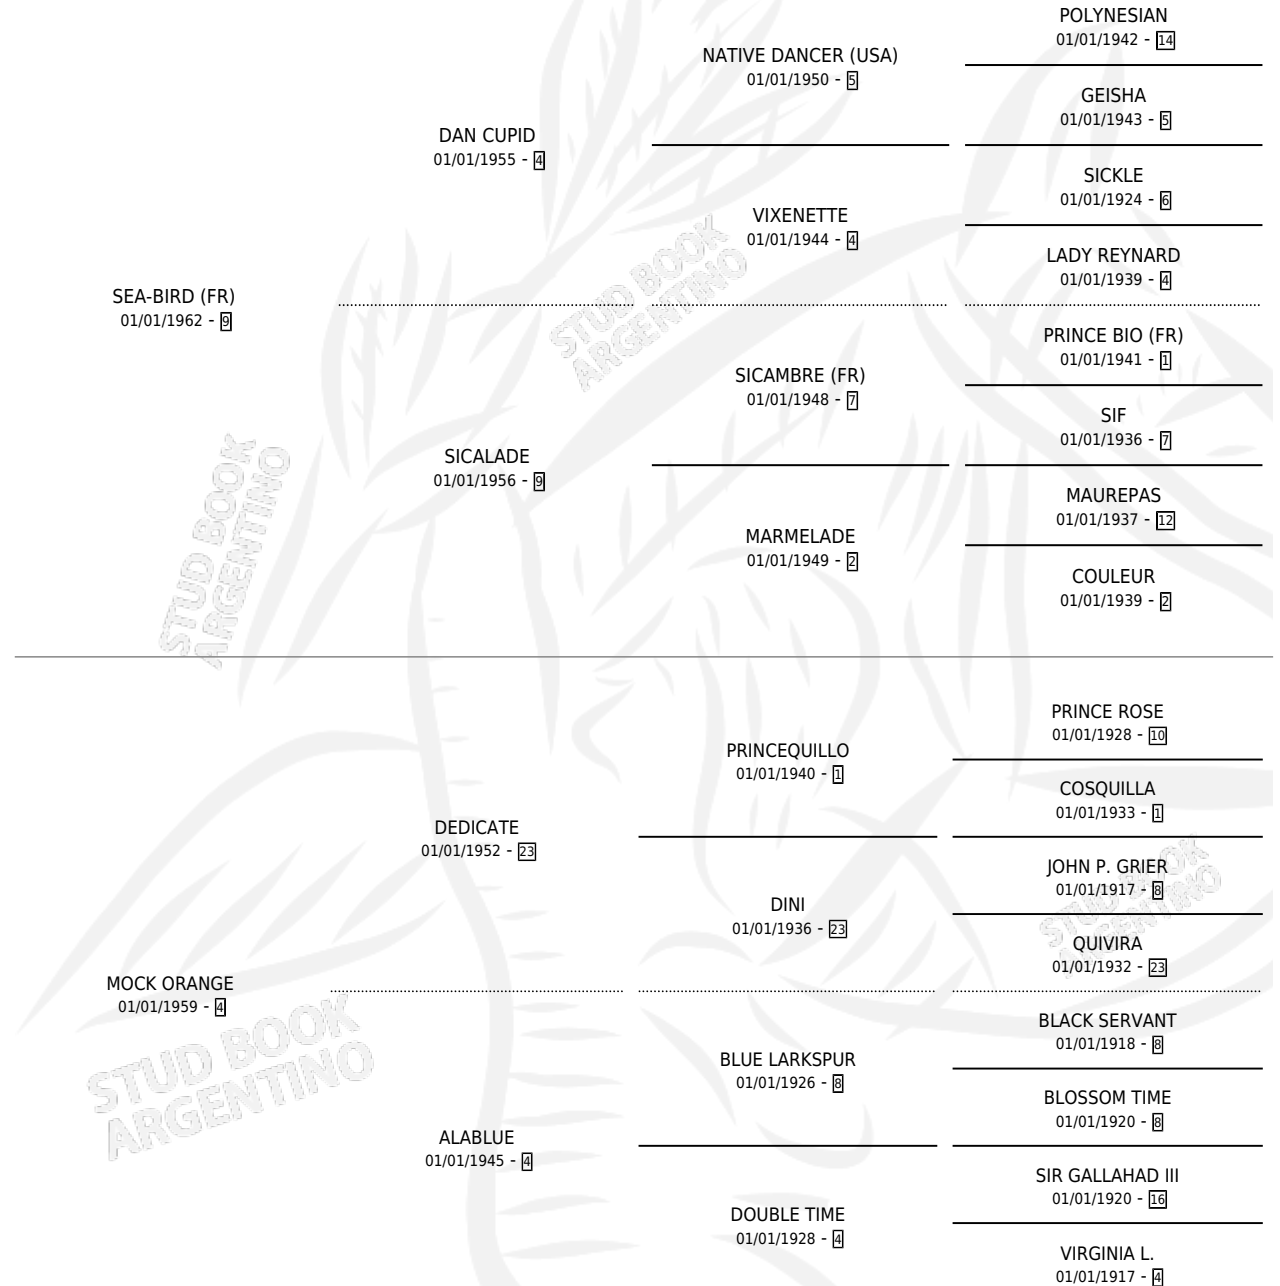 POLYNESIAN
01/01/1942 - 14
NATIVE DANCER (USA)
01/01/1950 - 5
GEISHA
01/01/1943 - 5
DAN CUPID
01/01/1955 - 4
SICKLE
01/01/1924 - 6
VIXENETTE
01/01/1944 - 4
LADY REYNARD
01/01/1939 - 4
SEA-BIRD (FR)
01/01/1962 - 9
STUD BOOK
ARGENTINO
PRINCE BIO (FR)
01/01/1941 - 1
SICAMBRE (FR)
01/01/1948 - 7
SIF
01/01/1936 - 7
SICALADE
01/01/1956 - 9
MAUREPAS
01/01/1937 - 12
MARMELADE
01/01/1949 - 2
COULEUR
01/01/1939 - 2
STUD BOOK
ARGENTINO
PRINCE ROSE
01/01/1928 - 10
PRINCEQUILLO
01/01/1940 - 1
COSQUILLA
01/01/1933 - 1
DEDICATE
01/01/1952 - 23
JOHN P. GRIER
01/01/1917 - 8
DINI
01/01/1936 - 23
QUIVIRA
01/01/1932 - 23
STUD BOOK
ARGENTINO
MOCK ORANGE
01/01/1959 - 4
BLACK SERVANT
01/01/1918 - 8
BLUE LARKSPUR
01/01/1926 - 8
BLOSSOM TIME
01/01/1920 - 8
STUD BOOK
ARGENTINO
ALABLUE
01/01/1945 - 4
SIR GALLAHAD III
01/01/1920 - 16
DOUBLE TIME
01/01/1928 - 4
VIRGINIA L.
01/01/1917 - 4